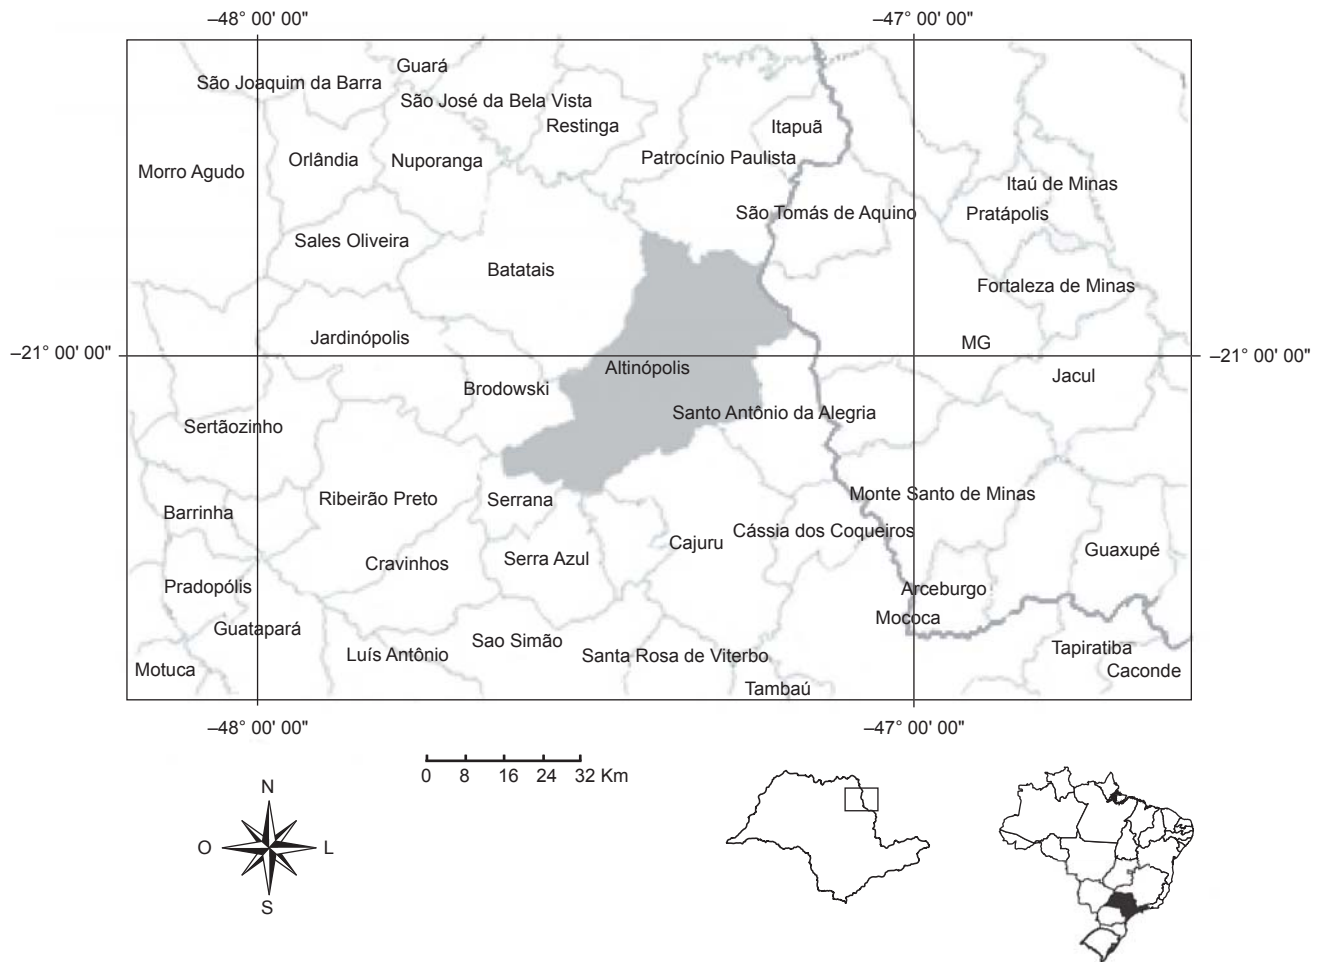 –48° 00' 00"
–47° 00' 00"
Guará
São Joaquim da Barra
São José da Bela Vista
Restinga
Itapuã
Orlândia
Nuporanga
Patrocínio Paulista
Morro Agudo
Itaú de Minas
São Tomás de Aquino
Pratápolis
Sales Oliveira
Batatais
Fortaleza de Minas
Jardinópolis
MG
–21° 00' 00"
–21° 00' 00"
Altinópolis
Jacul
Brodowski
Santo Antônio da Alegria
Sertãozinho
Monte Santo de Minas
Ribeirão Preto
Serrana
Barrinha
Cássia dos Coqueiros
Cajuru
Guaxupé
Serra Azul
Cravinhos
Pradopólis
Arceburgo
Mococa
Guatapará
Sao Simão
Tapiratiba
Luís Antônio
Santa Rosa de Viterbo
Motuca
Caconde
Tambaú
–48° 00' 00"
–47° 00' 00"
0 8 16 24 32 Km
N
O L
S